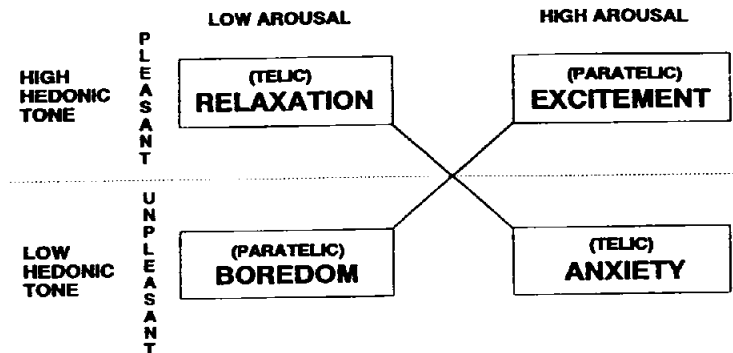 LOW AROUSAL HIGH AROUSAL
PLEASANT
HIGH
HEDONIC
TONE
(TELIC)
RELAXATION
(PARATELIC)
EXCITEMENT
UNPLEASANT
LOW
HEDONIC
TONE
(PARATELIC)
BOREDOM
(TELIC)
ANXIETY